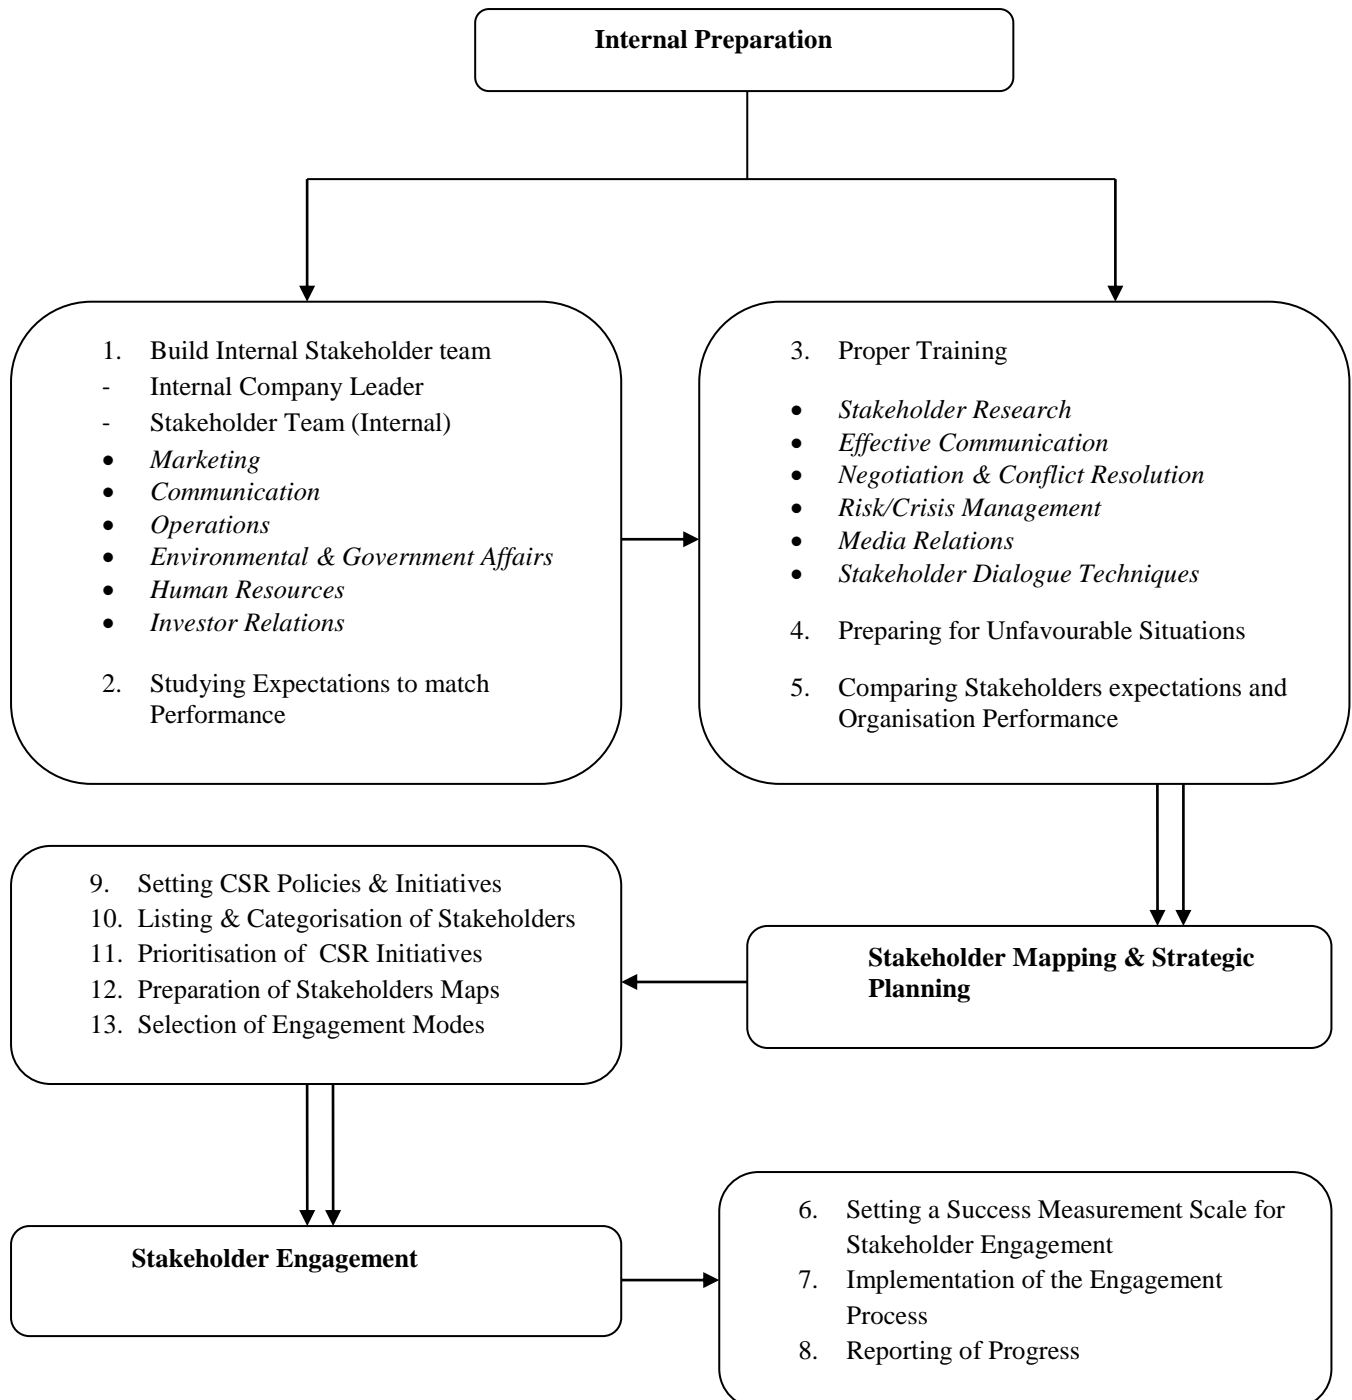 Internal Preparation
1. Build Internal Stakeholder team
- Internal Company Leader
- Stakeholder Team (Internal)
• Marketing
• Communication
• Operations
• Environmental & Government Affairs
• Human Resources
• Investor Relations
2. Studying Expectations to match
Performance
3. Proper Training
• Stakeholder Research
• Effective Communication
• Negotiation & Conflict Resolution
• Risk/Crisis Management
• Media Relations
• Stakeholder Dialogue Techniques
4. Preparing for Unfavourable Situations
5. Comparing Stakeholders expectations and
Organisation Performance
Stakeholder Mapping & Strategic
Planning
9. Setting CSR Policies & Initiatives
10. Listing & Categorisation of Stakeholders
11. Prioritisation of CSR Initiatives
12. Preparation of Stakeholders Maps
13. Selection of Engagement Modes
Stakeholder Engagement
6. Setting a Success Measurement Scale for
Stakeholder Engagement
7. Implementation of the Engagement
Process
8. Reporting of Progress